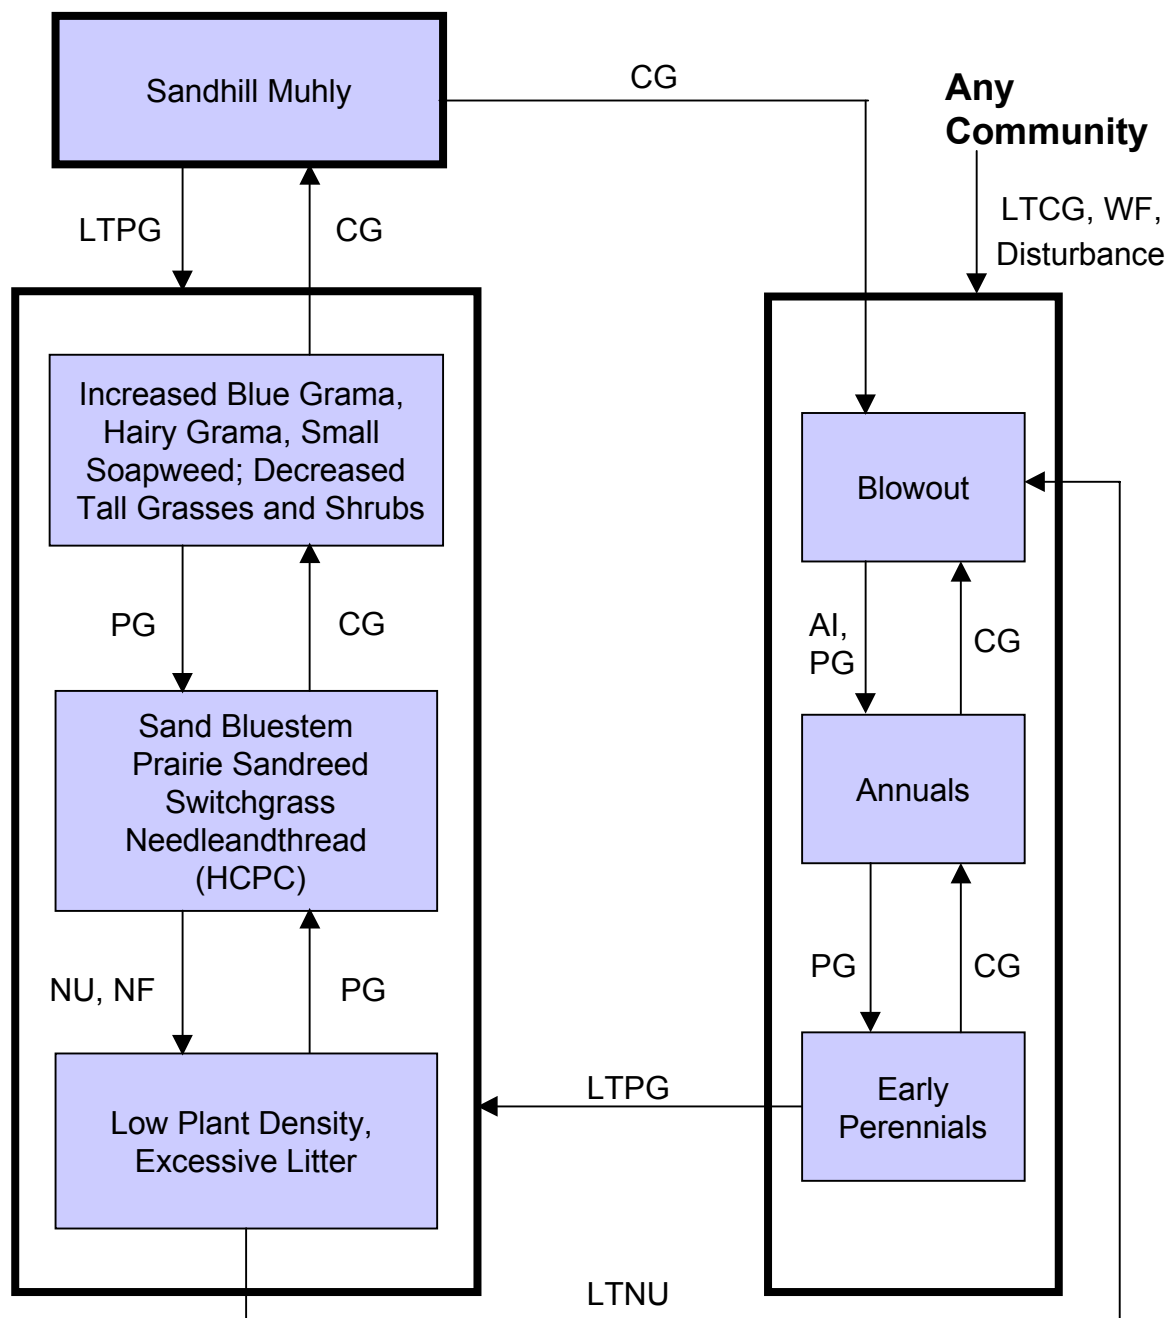 Sandhill Muhly
CG
Any
Community
LTPG
CG
LTCG, WF,
Disturbance
Increased Blue Grama,
Hairy Grama, Small
Soapweed; Decreased
Tall Grasses and Shrubs
Blowout
PG
CG
AI,
PG
CG
Sand Bluestem
Prairie Sandreed
Switchgrass
Needleandthread
(HCPC)
Annuals
NU, NF
PG
PG
CG
Low Plant Density,
Excessive Litter
LTPG
Early
Perennials
LTNU